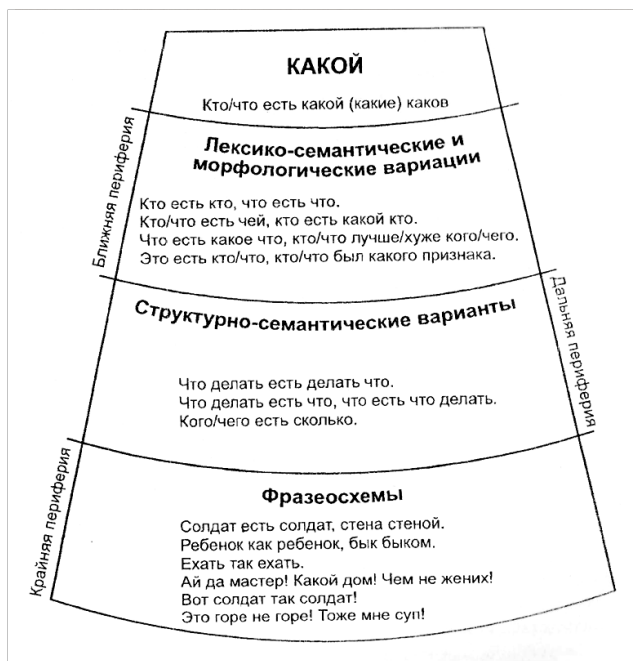 КАКОЙ
Кто/что есть какой (какие) каков
Ближняя периферия
Лексико-семантические и
морфологические вариации
Кто есть кто, что есть что.
Кто/что есть чей, кто есть какой кто.
Что есть какое что, кто/что лучше/хуже кого/чего.
Это есть кто/что, кто/что был какого признака.
Дальняя периферия
Структурно-семантические варианты
Что делать есть делать что.
Что делать есть что, что есть что делать.
Кого/чего есть сколько.
Крайняя периферия
Фразеосхемы
Солдат есть солдат, стена стеной.
Ребенок как ребенок, бык быком.
Ехать так ехать.
Ай да мастер! Какой дом! Чем не жених!
Вот солдат так солдат!
Это горе не горе! Тоже мне суп!